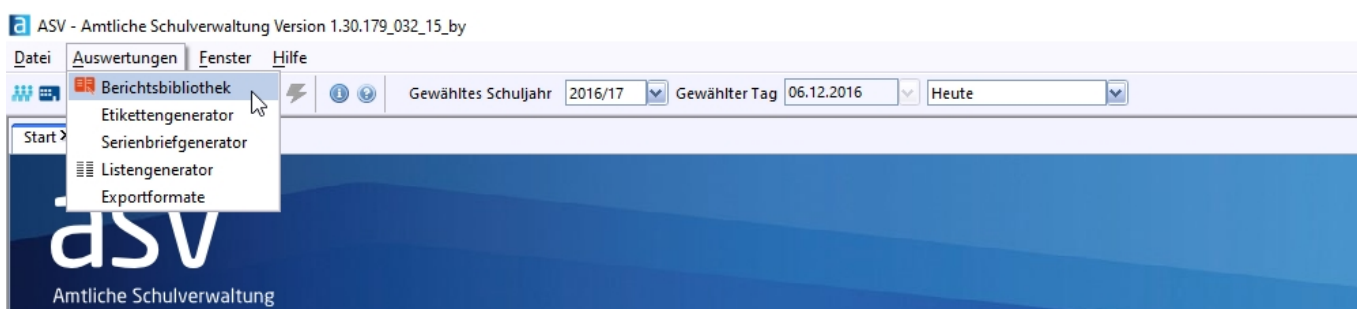 ASV - Amtliche Schulverwaltung Version 1.30.179_032_15_by
Datei Auswertungen Fenster Hilfe
Berichtsbibliothek
Gewähltes Schuljahr 2016/17 Gewählter Tag 06.12.2016 Heute
Etikettengenerator
Start
Serienbriefgenerator
Listengenerator
Exportformate
asv
Amtliche Schulverwaltung